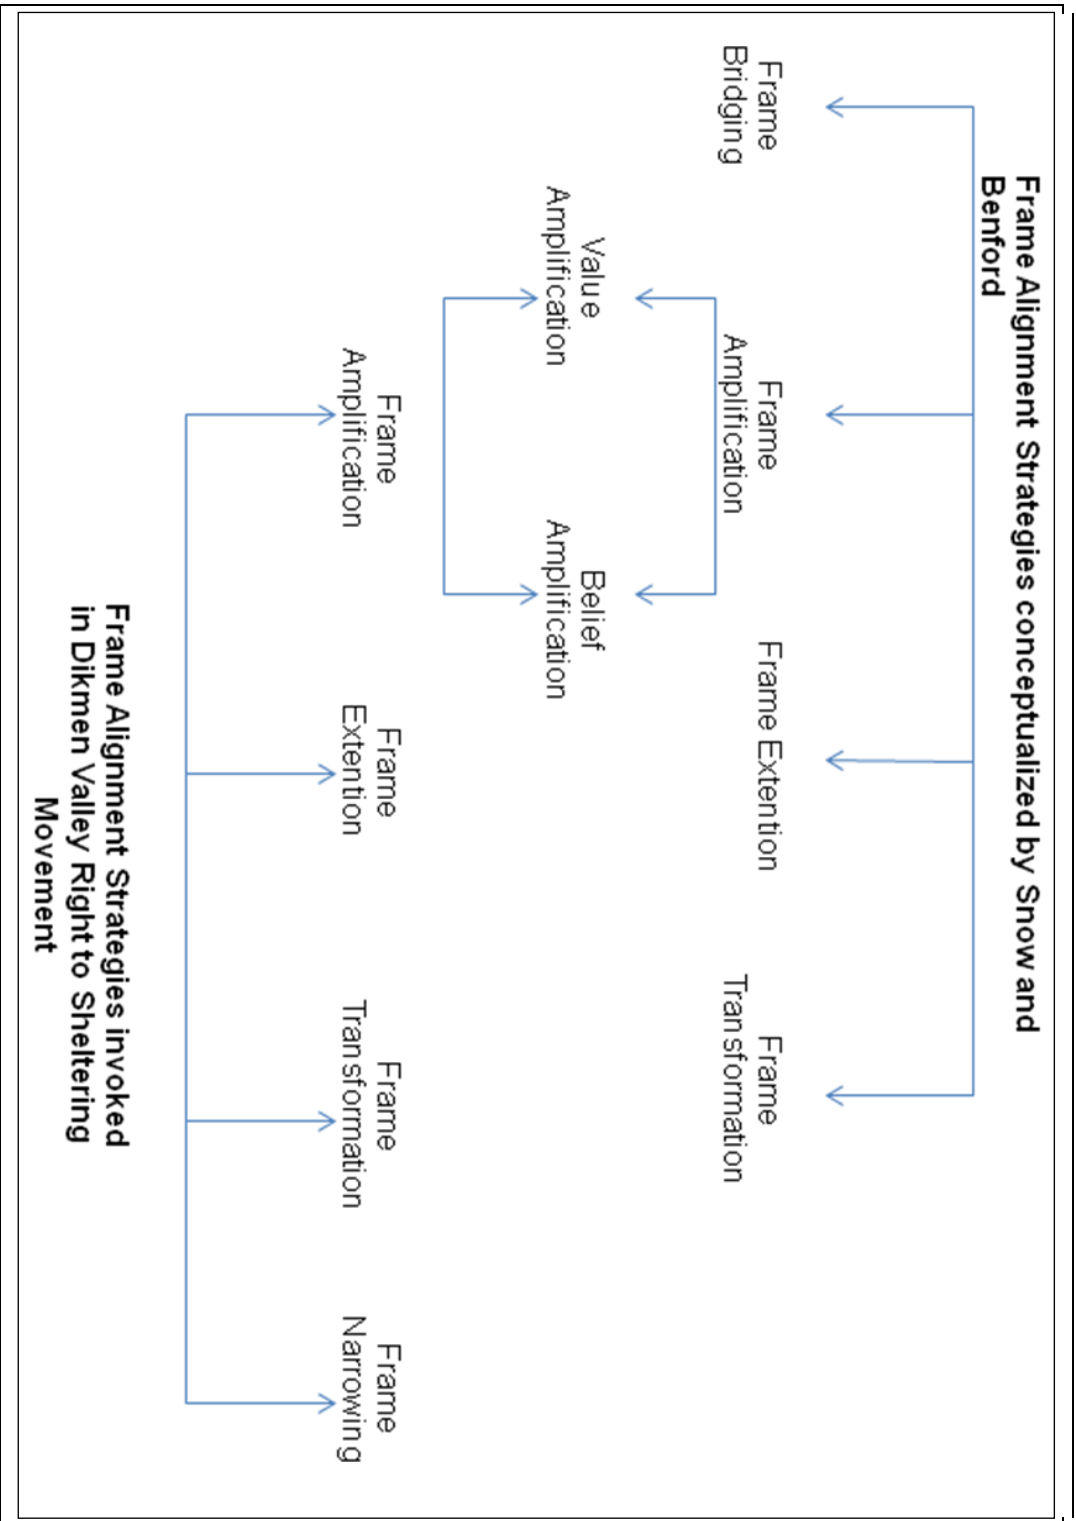 Frame Alignment Strategies conceptualized by Snow and
Benford
Frame
Bridging
Frame
Amplification
Frame Extention
Frame
Transformation
Value
Amplification
Belief
Amplification
Frame
Amplification
Frame
Extention
Frame
Transformation
Frame
Narrowing
Frame Alignment Strategies invoked
in Dikmen Valley Right to Sheltering
Movement